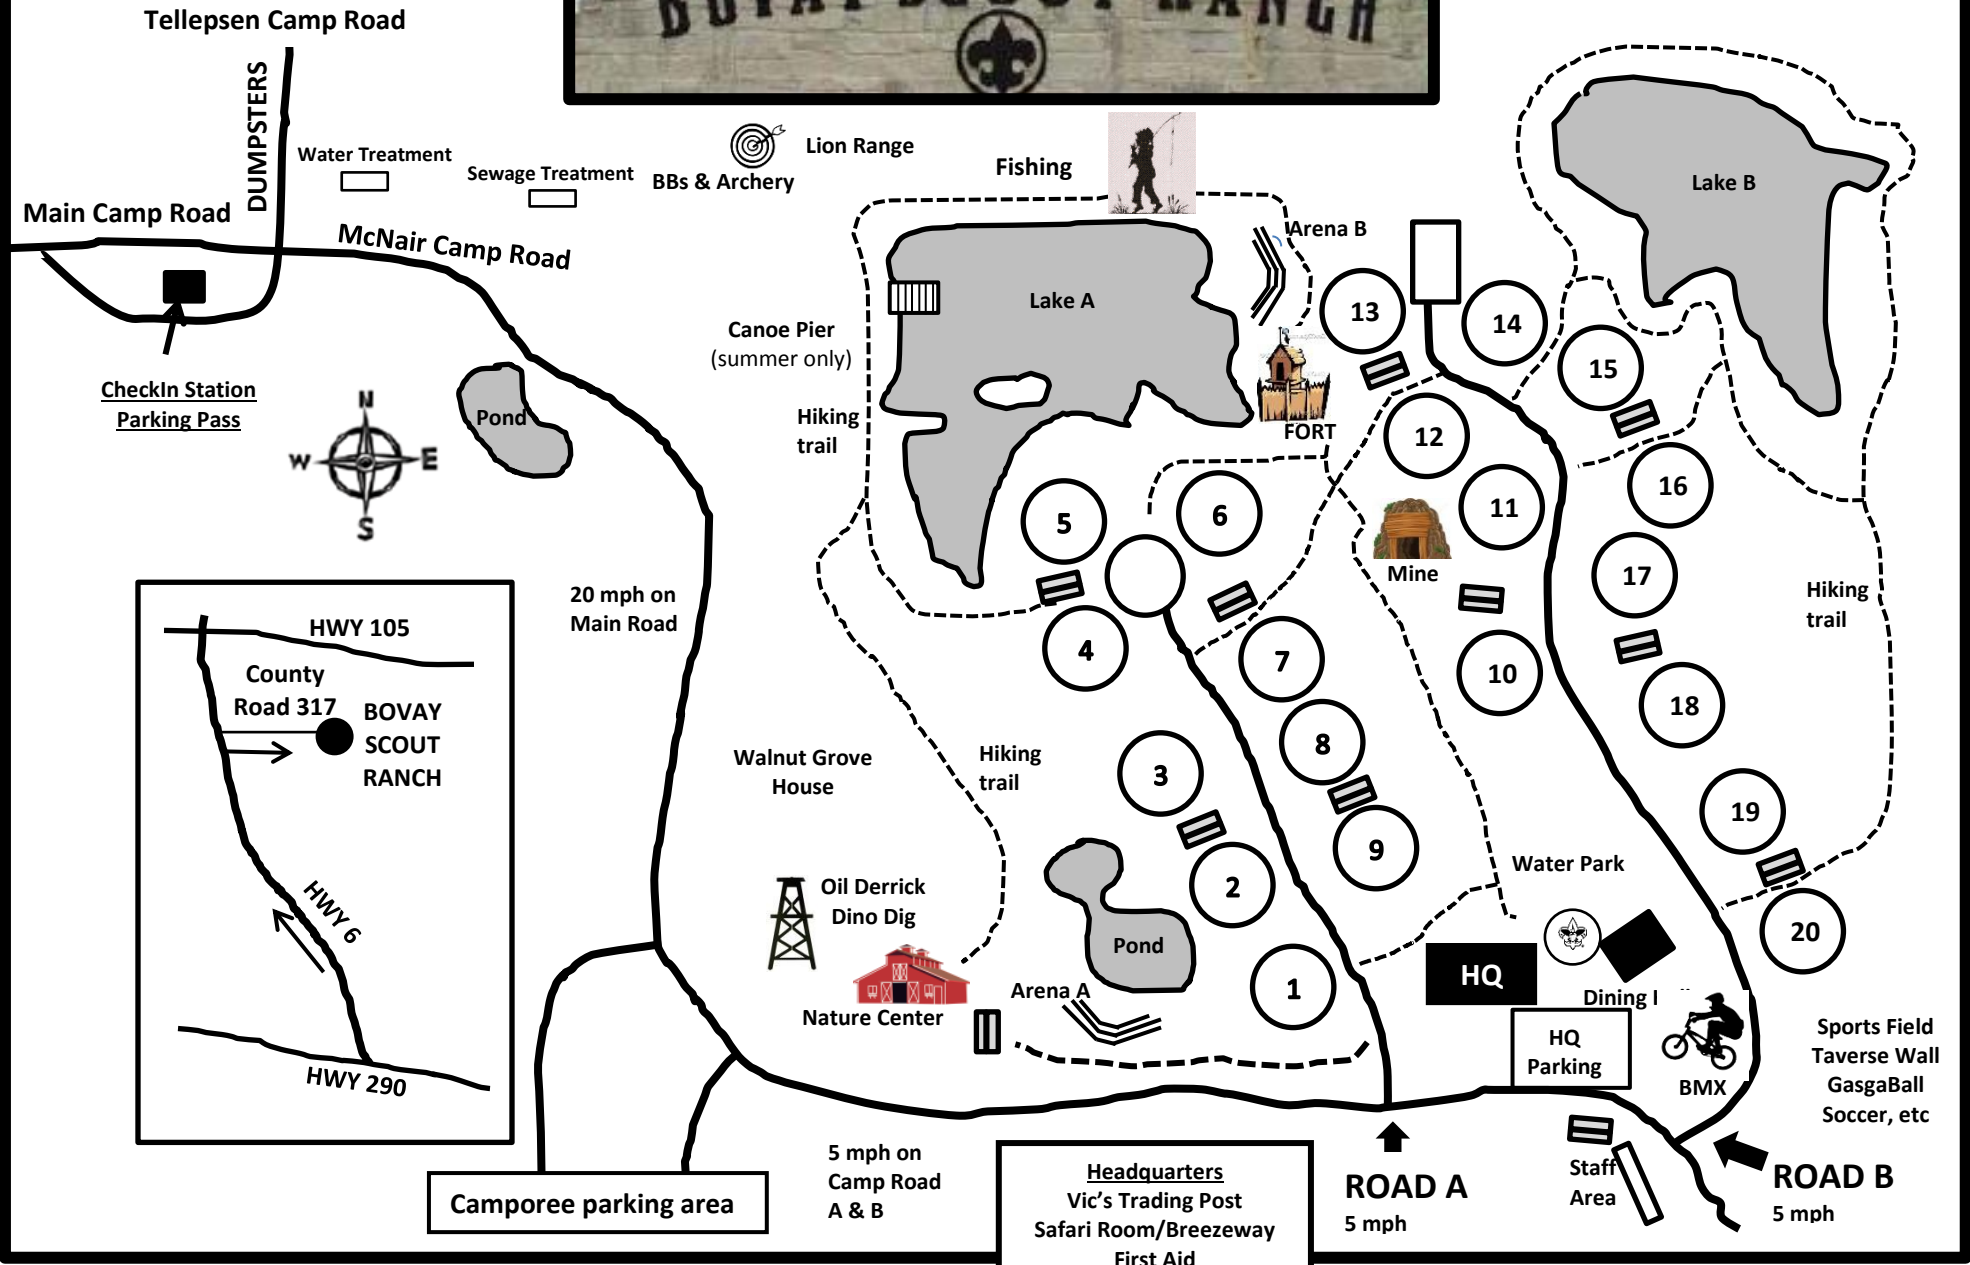 BOVAY SCOUT RANCH
Tellepsen Camp Road
DUMPSTERS
Water Treatment
Sewage Treatment
BBs & Archery
Lion Range
Fishing
Main Camp Road
McNair Camp Road
Lake B
Arena B
Lake A
13
14
15
Canoe Pier
(summer only)
CheckIn Station
Parking Pass
N
W
E
S
Pond
Hiking
trail
FORT
12
16
11
5
6
Mine
17
Hiking
trail
20 mph on
Main Road
4
7
10
18
HWY 105
County
Road 317
BOVAY
SCOUT
RANCH
HWY 6
HWY 290
Walnut Grove
House
Hiking
trail
3
8
19
9
2
Water Park
Oil Derrick
Dino Dig
Pond
20
HQ
1
Arena A
Nature Center
Dining
HQ
Parking
BMX
Sports Field
Taverse Wall
GasgaBall
Soccer, etc
5 mph on
Camp Road
A & B
Camporee parking area
Headquarters
Vic's Trading Post
Safari Room/Breezeway
First Aid
ROAD A
5 mph
Staff
Area
ROAD B
5 mph